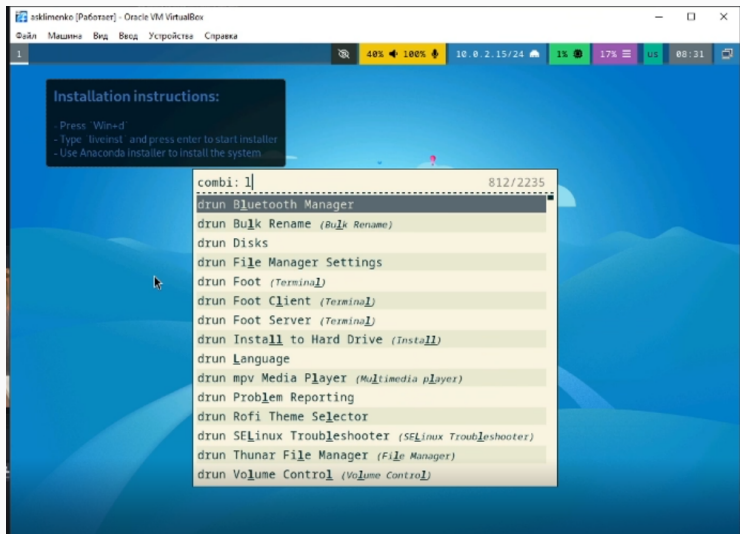 asklimenko [Работает] - Oracle VM VirtualBox
Файл Машина Вид Ввод Устройства Справка
1 40% 100% 10.0.2.15/24 1% 17% us 08:31
Installation instructions:
- Press `Win+d`
- Type `liveinst` and press enter to start installer
- Use Anaconda installer to install the system
combi: l 812/2235
drun Bluetooth Manager
drun Bulk Rename (Bulk Rename)
drun Disks
drun File Manager Settings
drun Foot (Terminal)
drun Foot Client (Terminal)
drun Foot Server (Terminal)
drun Install to Hard Drive (Install)
drun Language
drun mpv Media Player (Multimedia player)
drun Problem Reporting
drun Rofi Theme Selector
drun SELinux Troubleshooter (SELinux Troubleshooter)
drun Thunar File Manager (File Manager)
drun Volume Control (Volume Control)